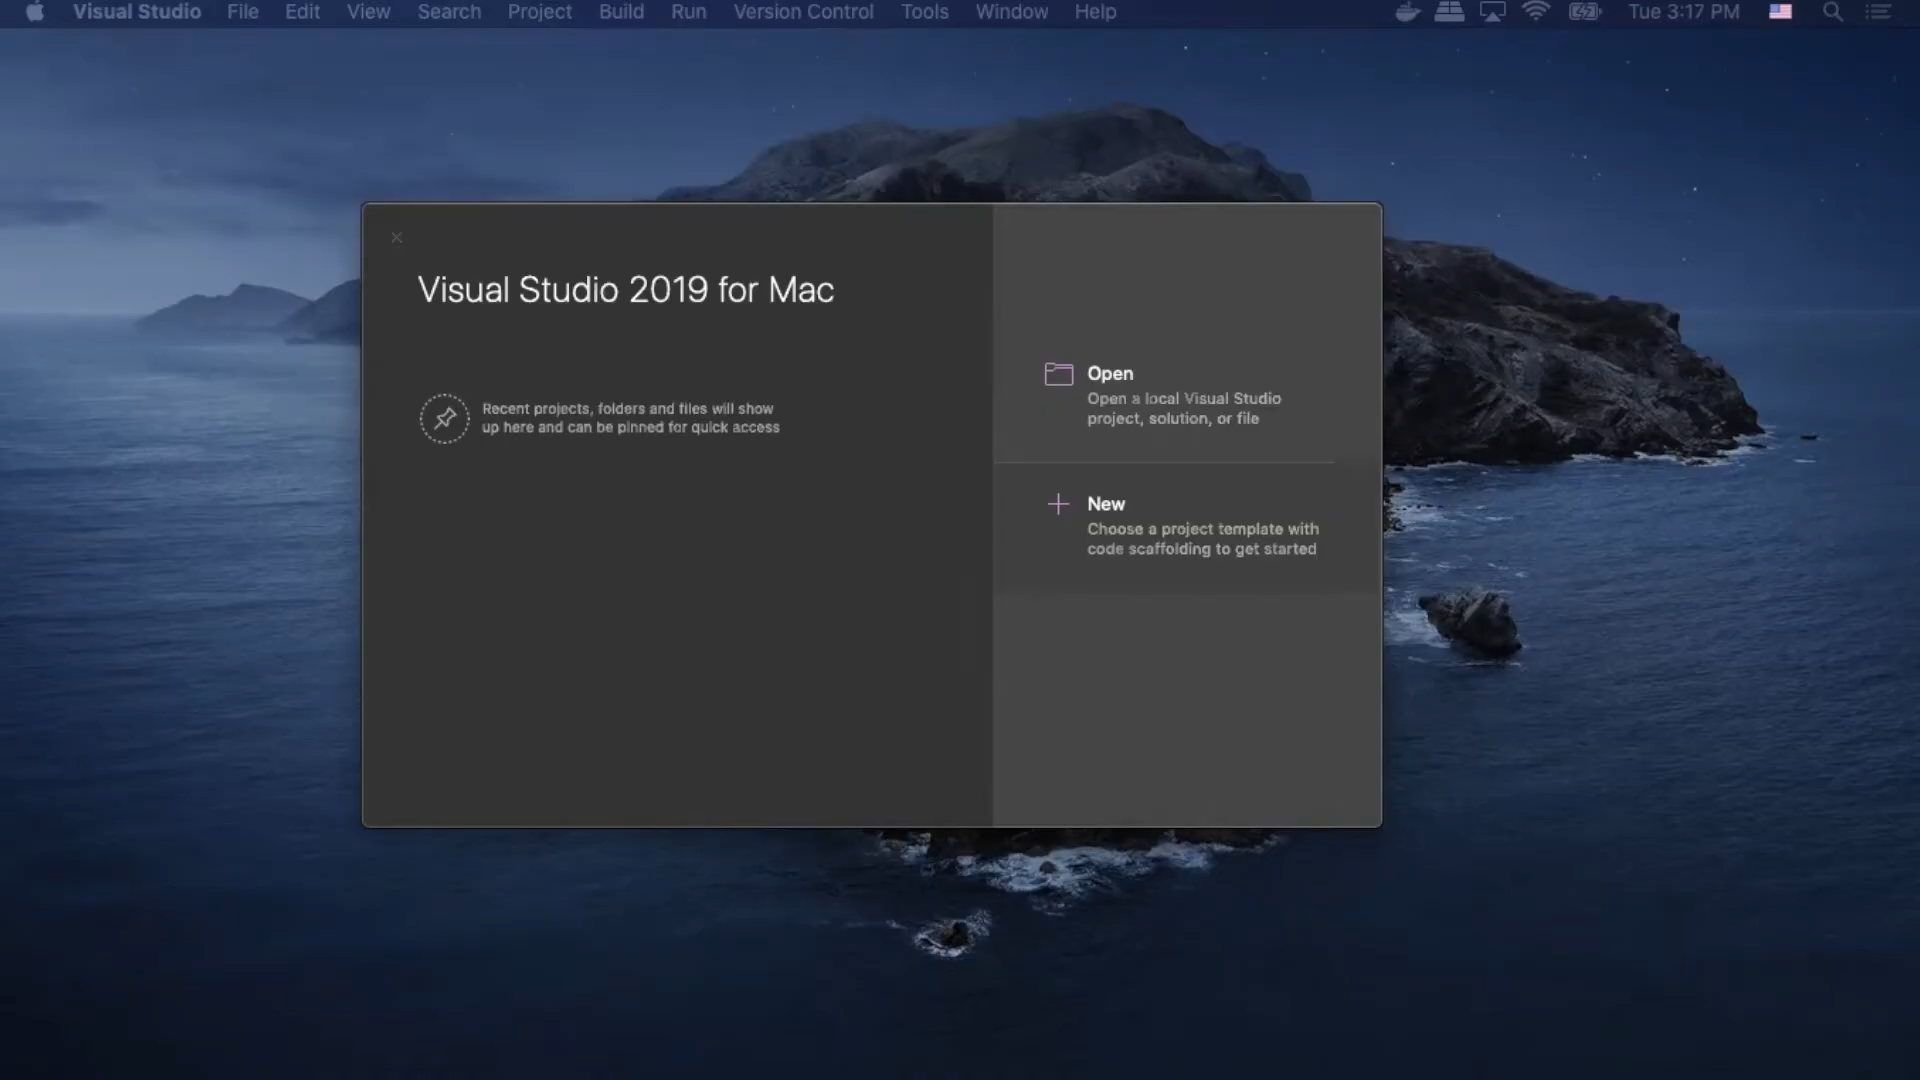 Visual Studio File Edit View Search Project Build Run Version Control Tools Window Help Tue 3:17 PM
Visual Studio 2019 for Mac
Recent projects, folders and files will show
up here and can be pinned for quick access
Open
Open a local Visual Studio
project, solution, or file
New
Choose a project template with
code scaffolding to get started